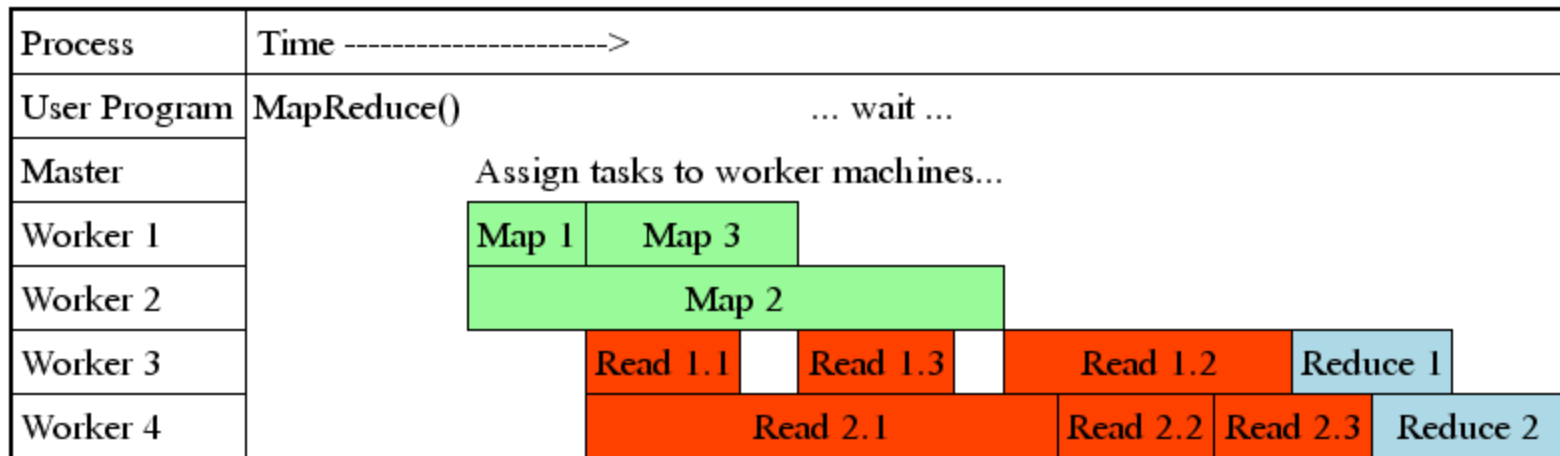 Process Time ---------------------->
User Program MapReduce() ... wait ...
Master Assign tasks to worker machines...
Worker 1 Map 1 Map 3
Worker 2 Map 2
Worker 3 Read 1.1 Read 1.3 Read 1.2 Reduce 1
Worker 4 Read 2.1 Read 2.2 Read 2.3 Reduce 2